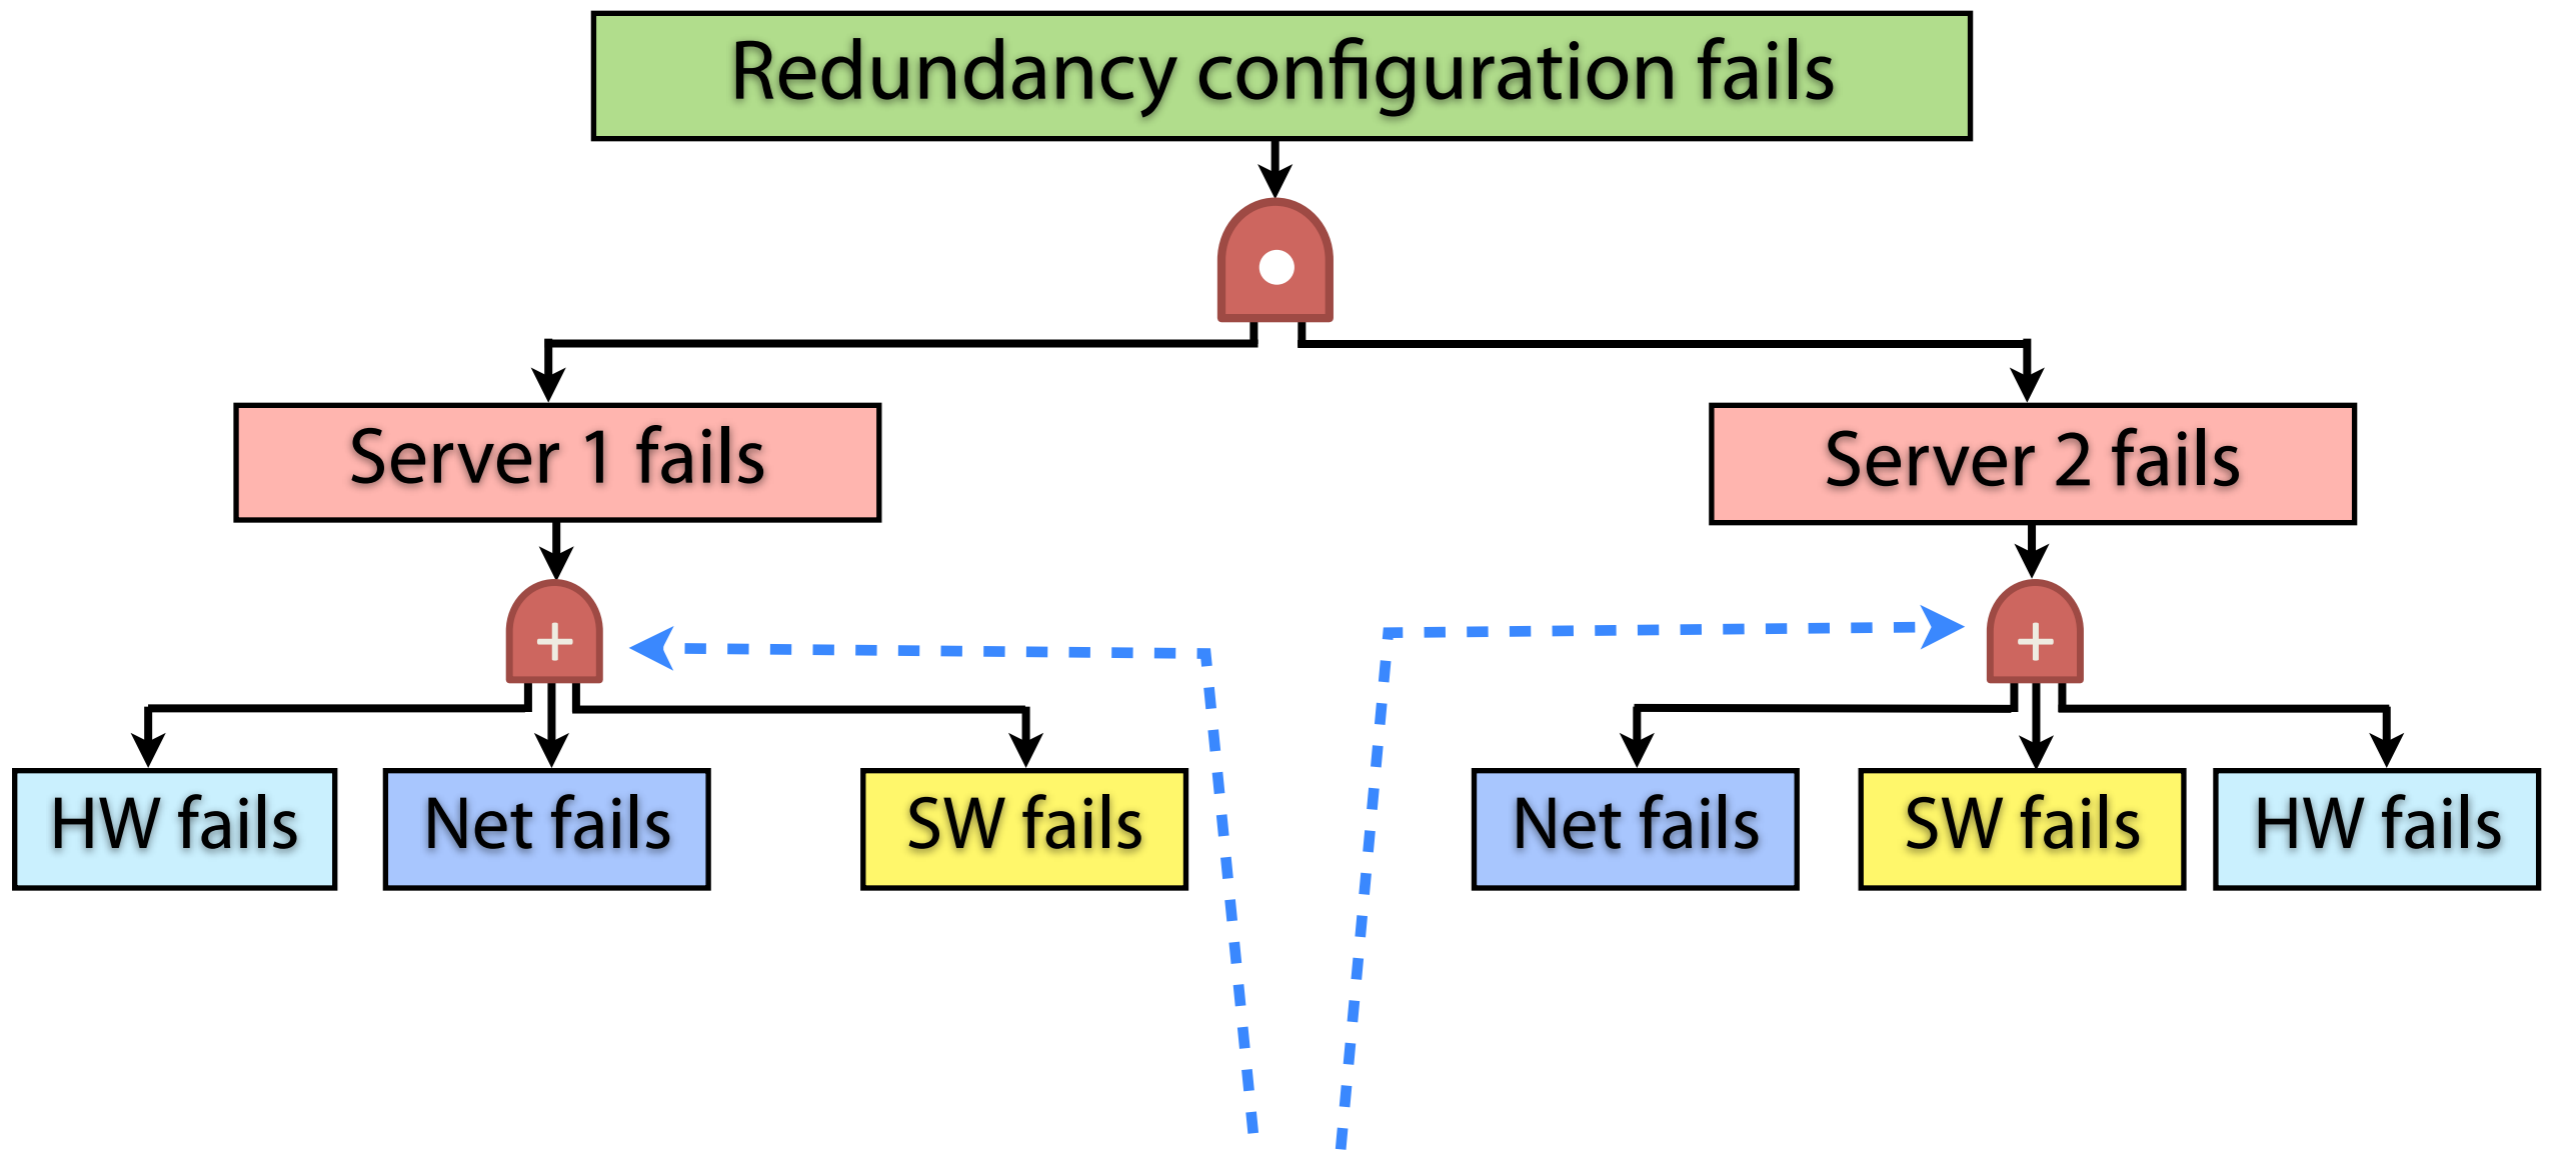 Redundancy configuration fails
Server 1 fails
Server 2 fails
+
+
HW fails
Net fails
SW fails
Net fails
SW fails
HW fails